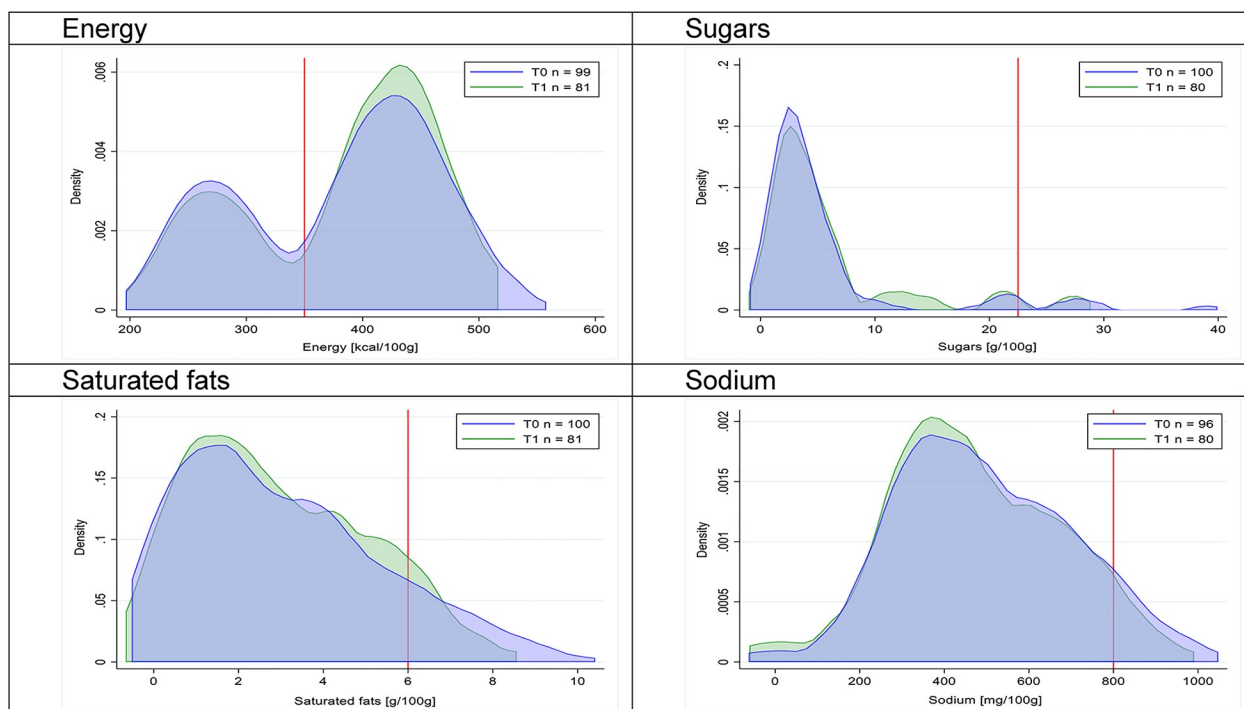 Energy
Sugars
.006
.004
.002
0
Density
T0 n = 99
T1 n = 81
200 300 400 500 600
Energy [kcal/100g]
.2
.15
.1
.05
0
Density
T0 n = 100
T1 n = 80
0 10 20 30 40
Sugars [g/100g]
Saturated fats
Sodium
.2
.15
.1
.05
0
Density
T0 n = 100
T1 n = 81
0 2 4 6 8 10
Saturated fats [g/100g]
.002
.0015
.001
.0005
0
Density
T0 n = 96
T1 n = 80
0 200 400 600 800 1000
Sodium [mg/100g]